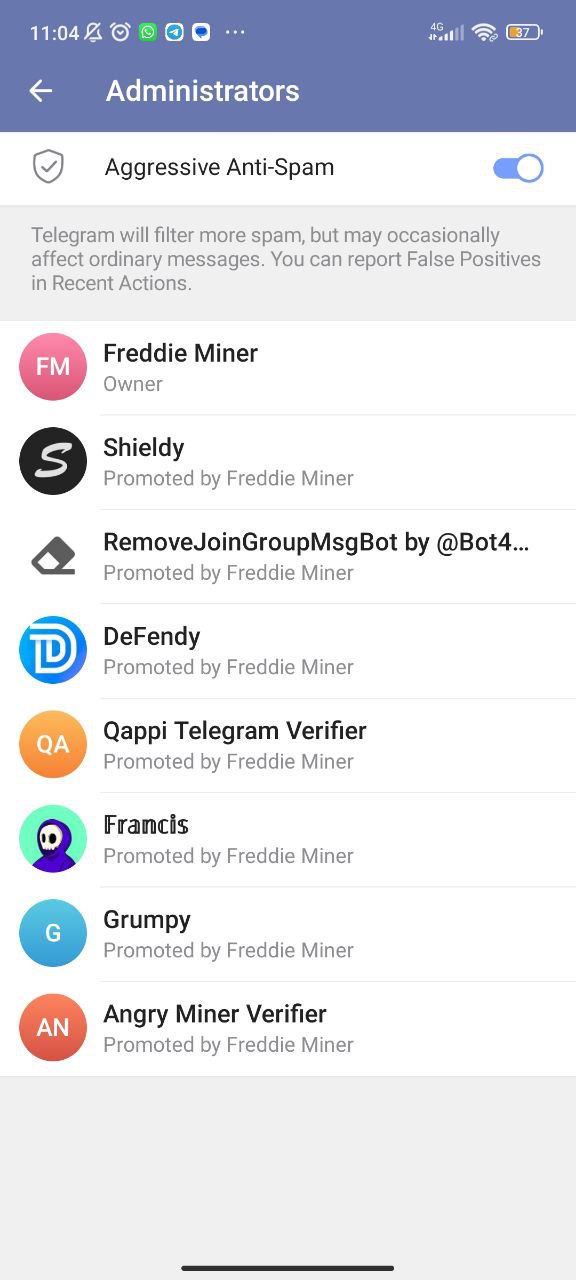 11:04
4G
37
Administrators
Aggressive Anti-Spam
Telegram will filter more spam, but may occasionally
affect ordinary messages. You can report False Positives
in Recent Actions.
FM
Freddie Miner
Owner
S
Shieldy
Promoted by Freddie Miner
RemoveJoinGroupMsgBot by @Bot4...
Promoted by Freddie Miner
D
DeFendy
Promoted by Freddie Miner
QA
Qappi Telegram Verifier
Promoted by Freddie Miner
𝔽𝕣𝕒𝕟𝕔𝕚𝕤
Promoted by Freddie Miner
G
Grumpy
Promoted by Freddie Miner
AN
Angry Miner Verifier
Promoted by Freddie Miner